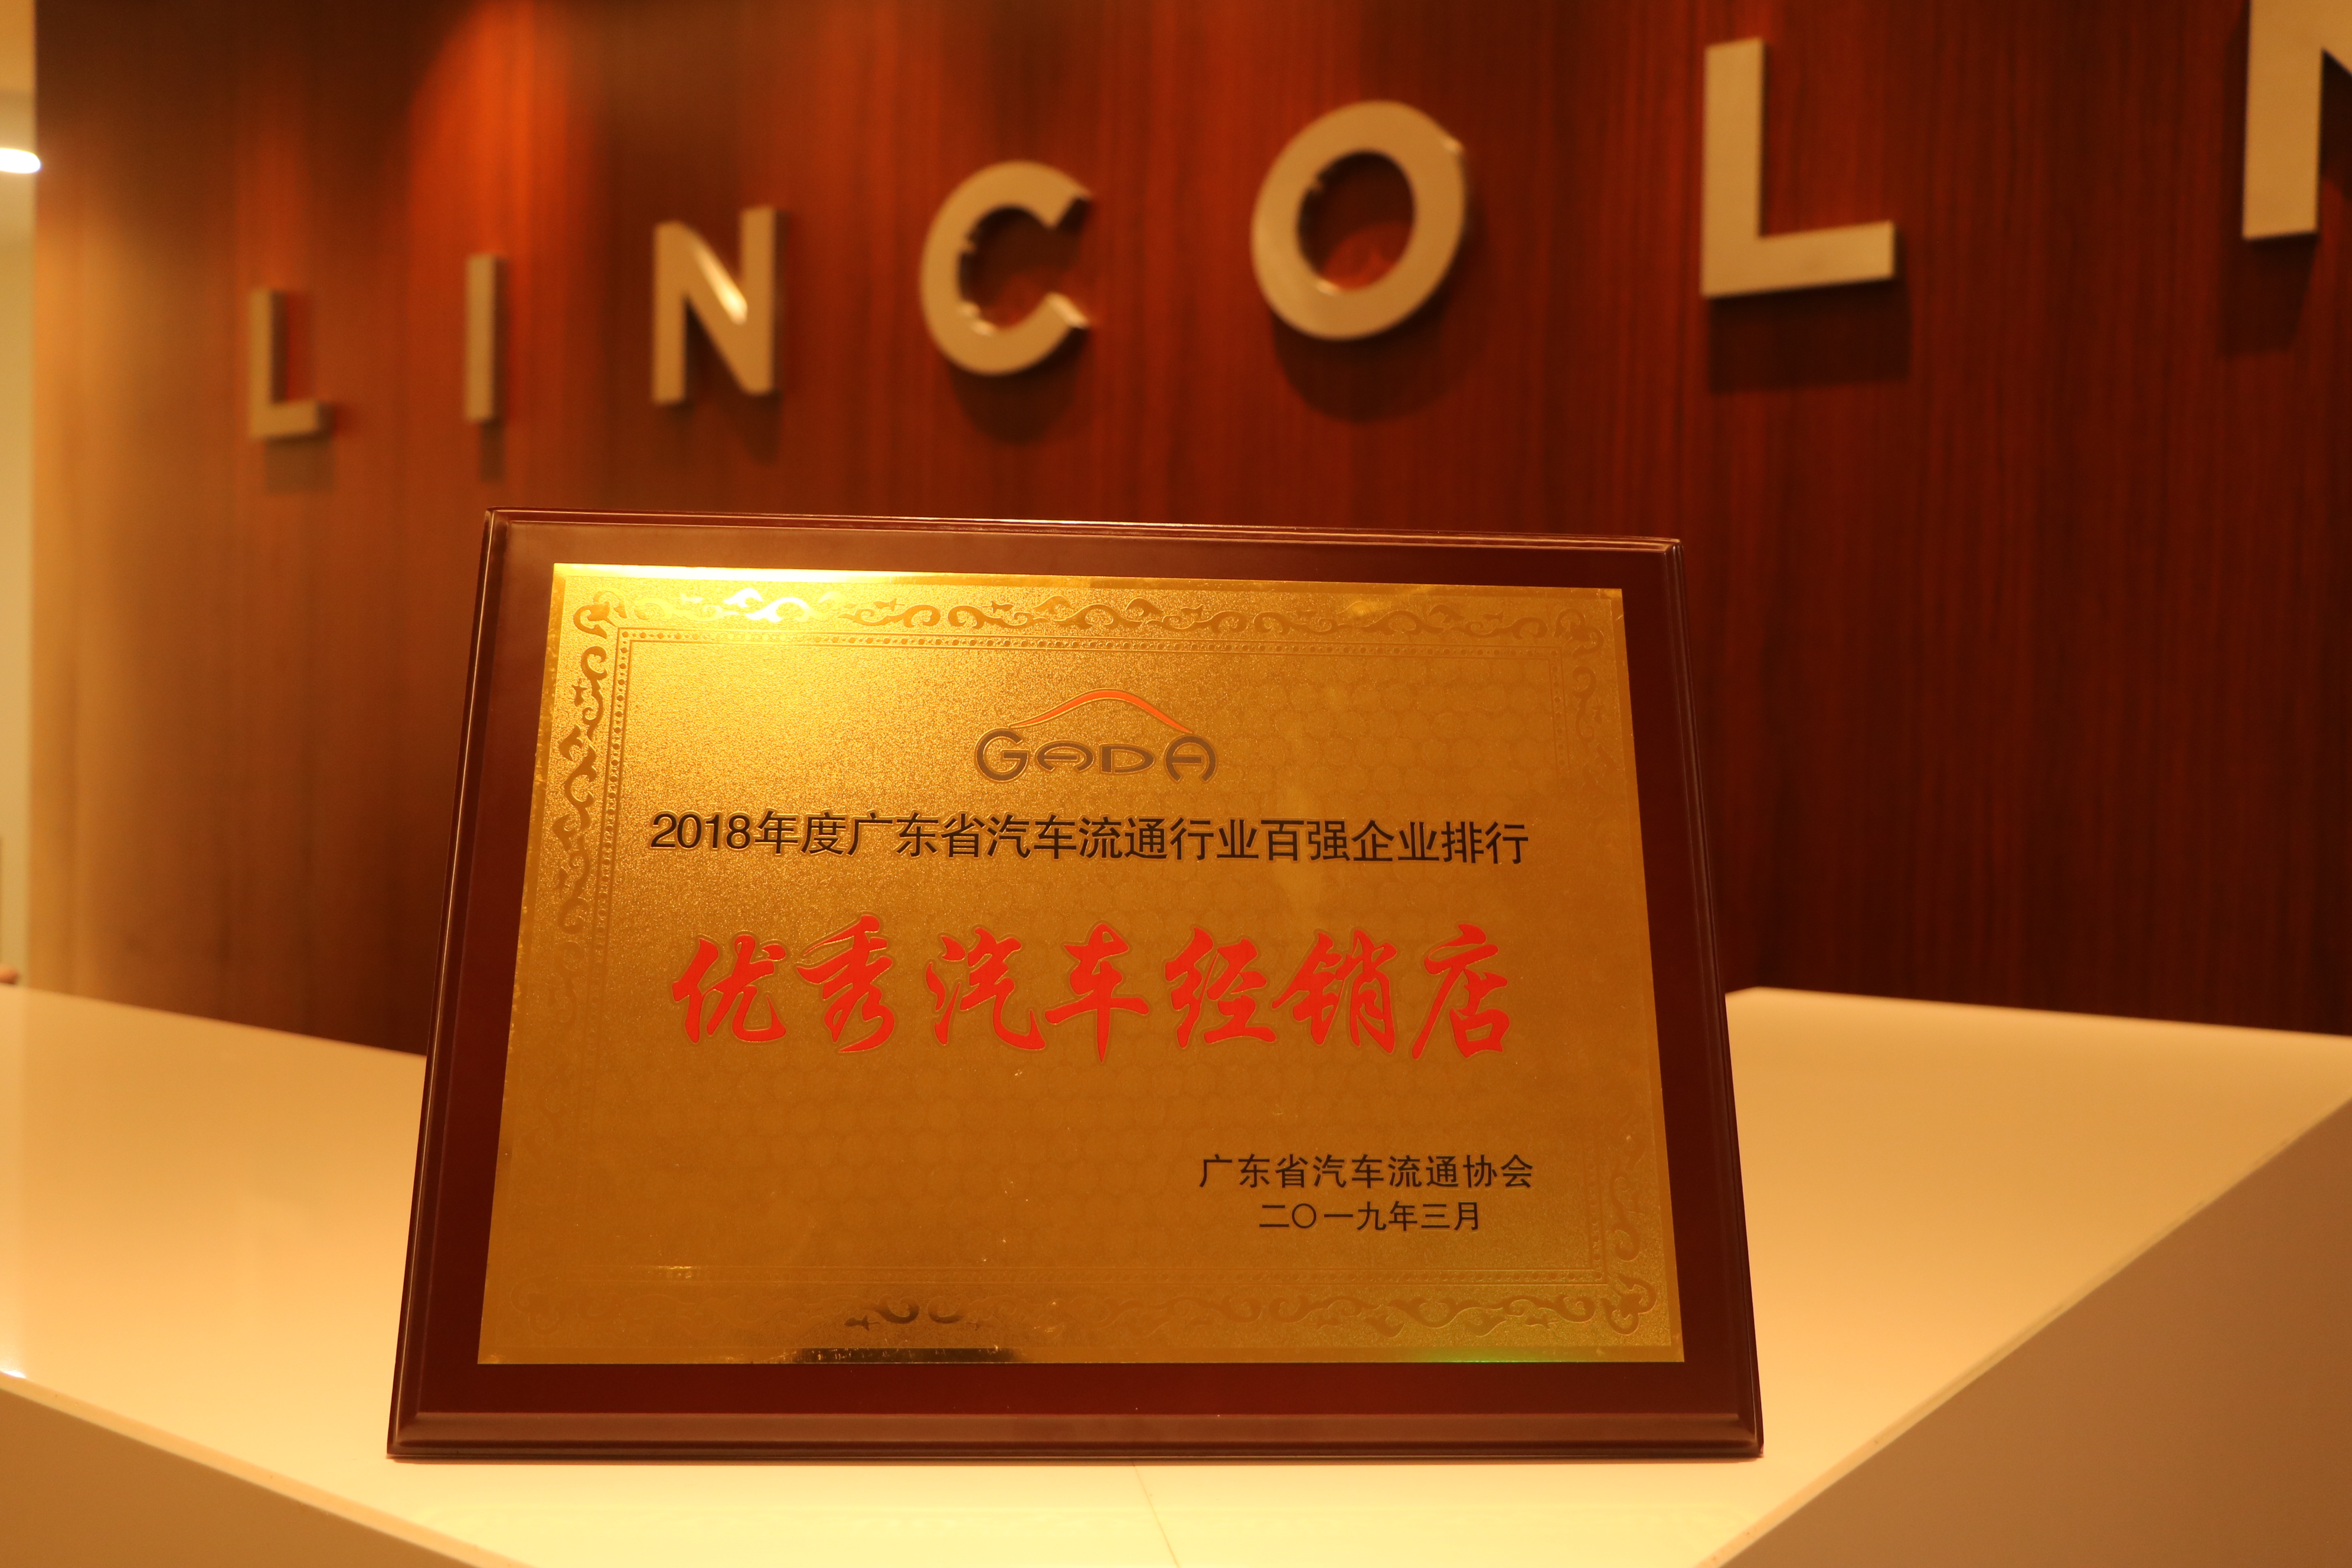 LINCOLN
GADA
2018年度广东省汽车流通行业百强企业排行
优秀汽车经销店
广东省汽车流通协会
二〇一九年三月